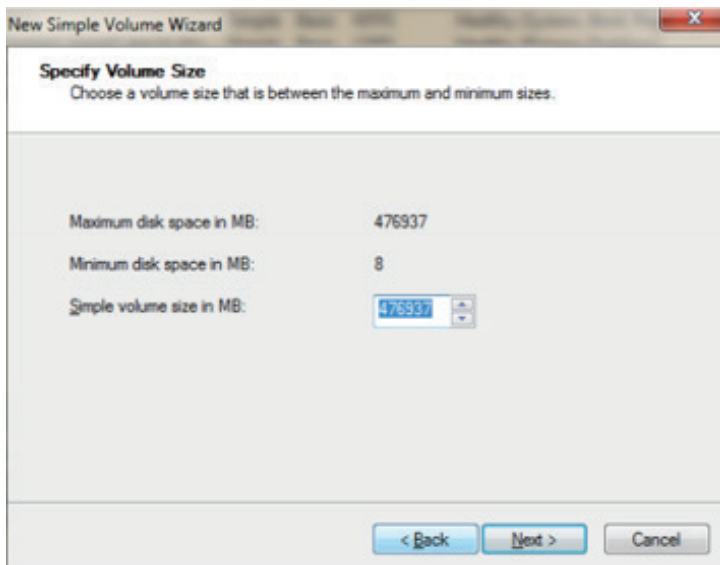 New Simple Volume Wizard
X
Specify Volume Size
Choose a volume size that is between the maximum and minimum sizes.
Maximum disk space in MB: 476937
Minimum disk space in MB: 8
Simple volume size in MB: 476937
< Back Next > Cancel